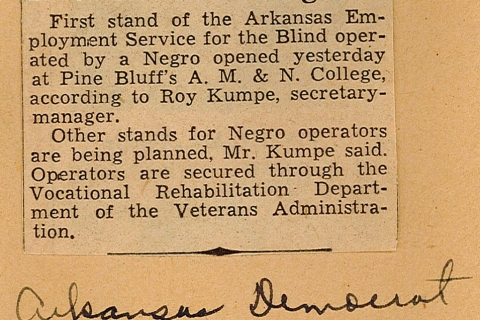 First stand of the Arkansas Em-
ployment Service for the Blind oper-
ated by a Negro opened yesterday
at Pine Bluff's A. M. & N. College,
according to Roy Kumpe, secretary-
manager.
Other stands for Negro operators
are being planned, Mr. Kumpe said.
Operators are secured through the
Vocational Rehabilitation Depart-
ment of the Veterans Administra-
tion.
Arkansas Democrat